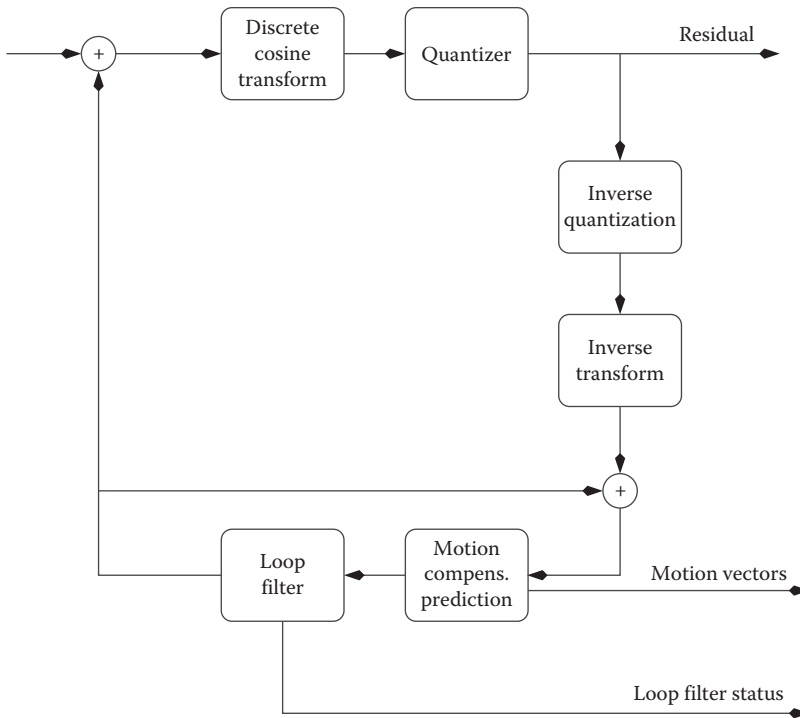 +
Discrete
cosine
transform
Quantizer
Residual
Inverse
quantization
Inverse
transform
+
Loop
filter
Motion
compens.
prediction
Motion vectors
Loop filter status